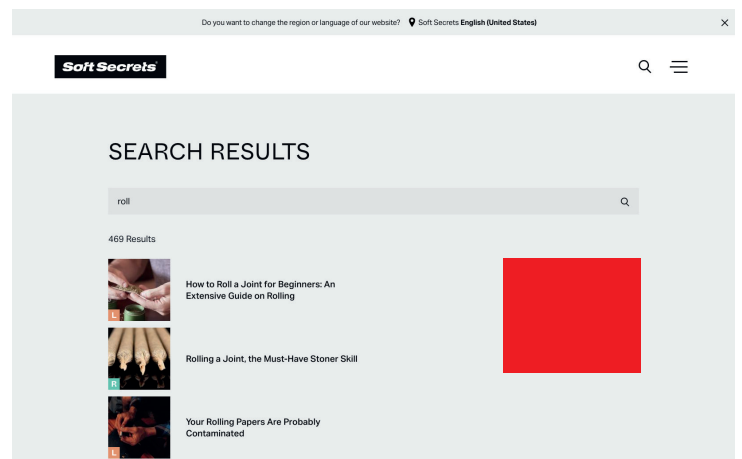 Do you want to change the region or language of our website? Soft Secrets English (United States)
Soft Secrets
SEARCH RESULTS
roll
469 Results
L
How to Roll a Joint for Beginners: An
Extensive Guide on Rolling
R
Rolling a Joint, the Must-Have Stoner Skill
L
Your Rolling Papers Are Probably
Contaminated